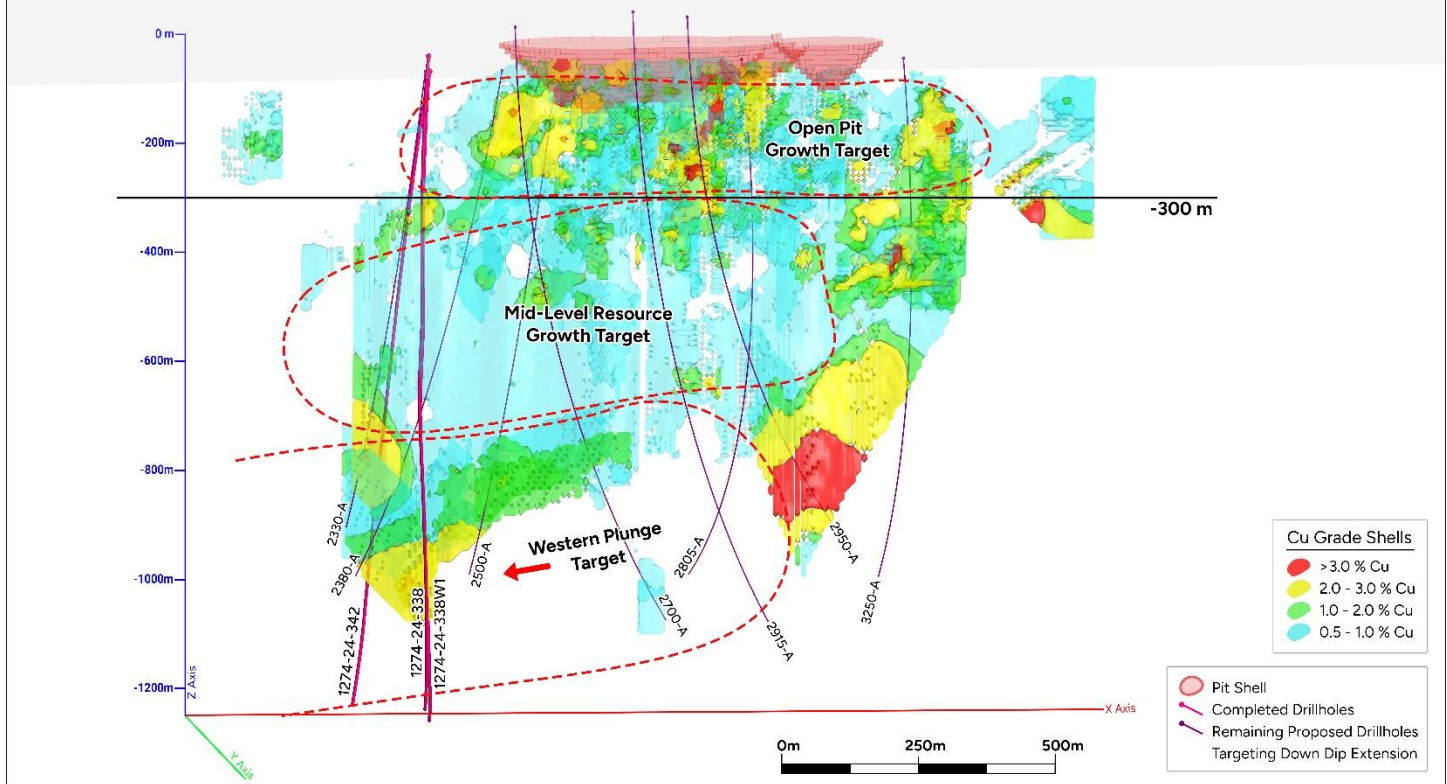 0 m
-200m
-400m
-600m
-800m
-1000m
-1200m
Z Axis
Y Axis
X Axis
Open Pit
Growth Target
-300 m
Mid-Level Resource
Growth Target
Western Plunge
Target
2330-A
2380-A
2500-A
2700-A
2805-A
2915-A
2950-A
3250-A
1274-24-342
1274-24-338
1274-24-338W1
Cu Grade Shells
>3.0 % Cu
2.0 - 3.0 % Cu
1.0 - 2.0 % Cu
0.5 - 1.0 % Cu
Pit Shell
Completed Drillholes
Remaining Proposed Drillholes
Targeting Down Dip Extension
0m 250m 500m